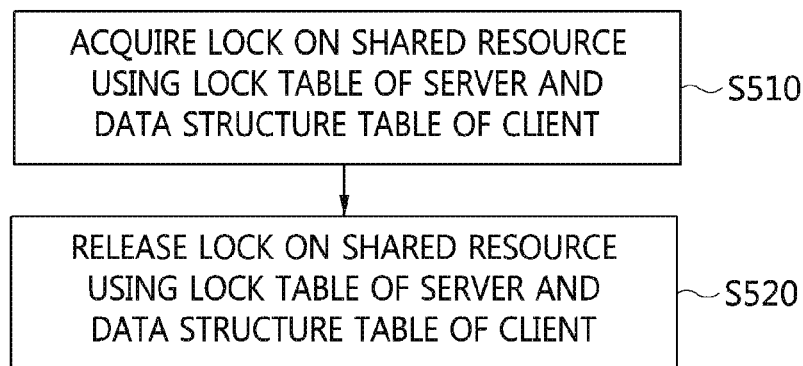 ACQUIRE LOCK ON SHARED RESOURCE
USING LOCK TABLE OF SERVER AND
DATA STRUCTURE TABLE OF CLIENT
S510
RELEASE LOCK ON SHARED RESOURCE
USING LOCK TABLE OF SERVER AND
DATA STRUCTURE TABLE OF CLIENT
S520